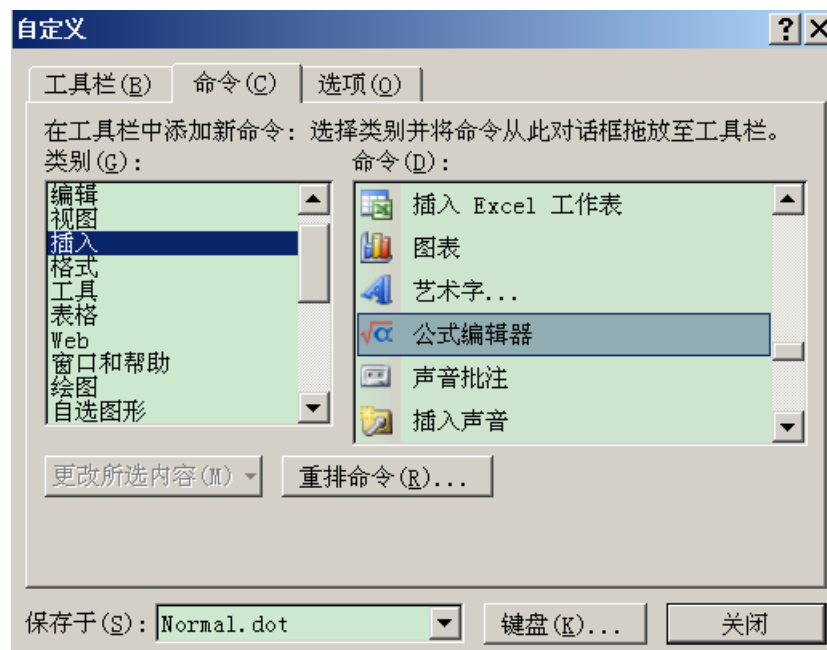 自定义
工具栏(B) 命令(C) 选项(O)
在工具栏中添加新命令: 选择类别并将命令从此对话框拖放至工具栏。
类别(G): 命令(D):
编辑
视图
插入
格式
工具
表格
Web
窗口和帮助
绘图
自选图形
插入 Excel 工作表
图表
艺术字...
公式编辑器
声音批注
插入声音
更改所选内容(M) 重排命令(R)...
保存于(S): Normal.dot 键盘(K)... 关闭